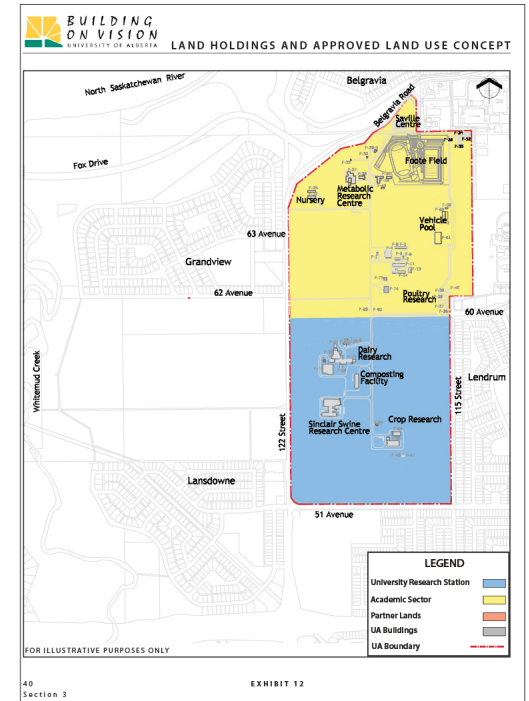 BUILDING
ON VISION
UNIVERSITY OF ALBERTA
LAND HOLDINGS AND APPROVED LAND USE CONCEPT
North Saskatchewan River
Belgravia
Belgravia Road
Saville
Centre
Fox Drive
Foote Field
Metabolic
Research
Centre
Nursery
Vehicle
Pool
63 Avenue
Grandview
62 Avenue
Poultry
Research
60 Avenue
Whitemud Creek
Dairy
Research
Composting
Facility
Lendrum
115 Street
122 Street
Sinclair Swine
Research Centre
Crop Research
Lansdowne
51 Avenue
LEGEND
University Research Station
Academic Sector
Partner Lands
UA Buildings
UA Boundary
FOR ILLUSTRATIVE PURPOSES ONLY
40
Section 3
EXHIBIT 12